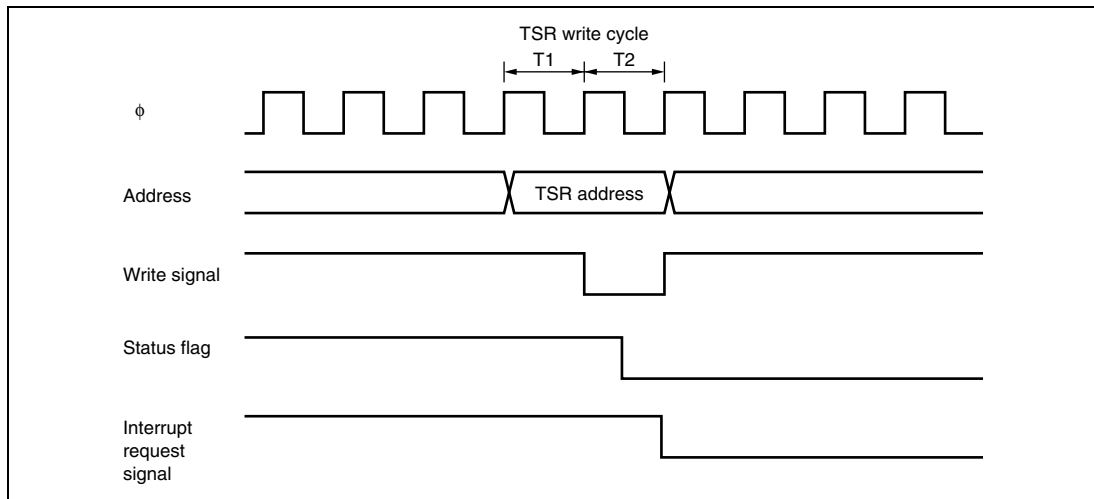 TSR write cycle
T1 T2
ϕ
Address
TSR address
Write signal
Status flag
Interrupt
request
signal